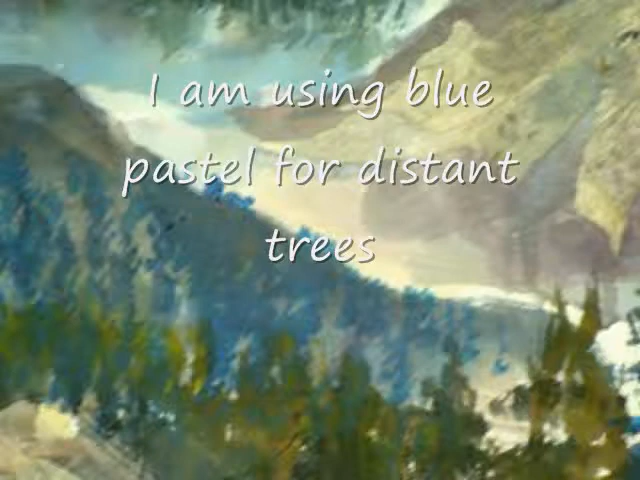 I am using blue
pastel for distant
trees